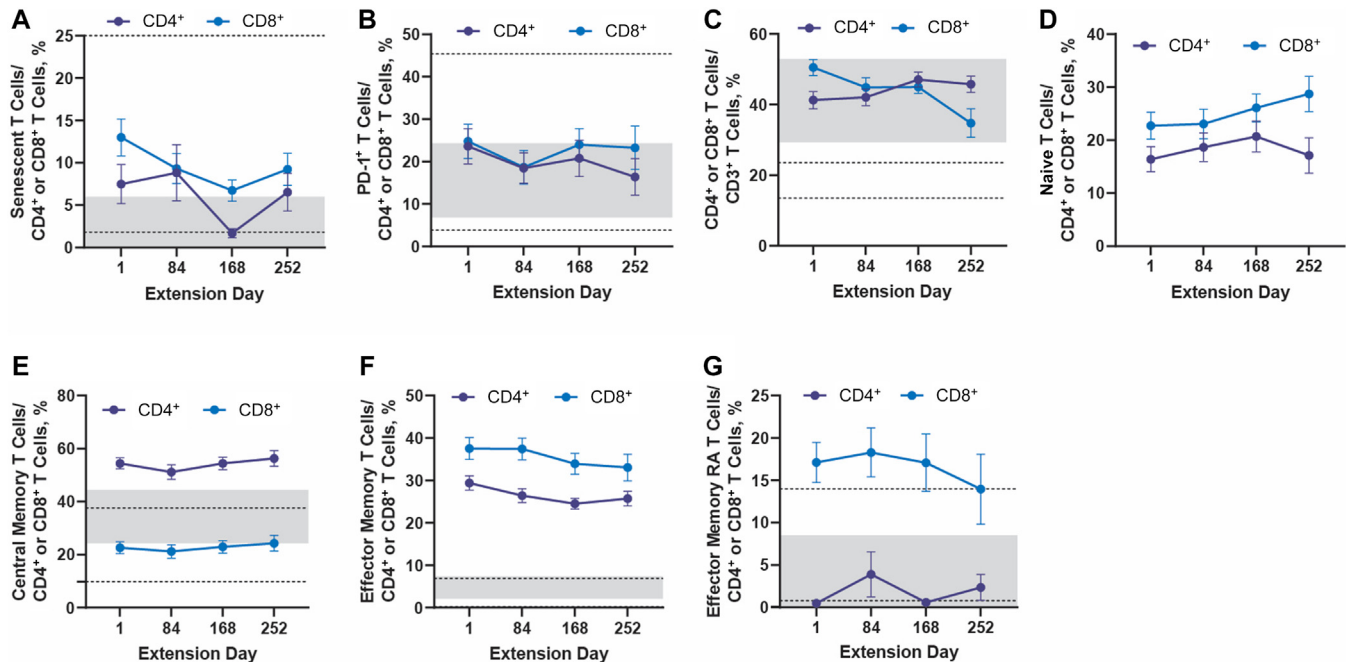 A
CD4⁺ CD8⁺
Senescent T Cells/
CD4⁺ or CD8⁺ T Cells, %
25
20
15
10
5
0
1 84 168 252
Extension Day
B
CD4⁺ CD8⁺
PD-1⁺ T Cells/
CD4⁺ or CD8⁺ T Cells, %
50
40
30
20
10
0
1 84 168 252
Extension Day
C
CD4⁺ CD8⁺
CD4⁺ or CD8⁺ T Cells/
CD3⁺ T Cells, %
60
40
20
0
1 84 168 252
Extension Day
D
CD4⁺ CD8⁺
Naive T Cells/
CD4⁺ or CD8⁺ T Cells, %
40
30
20
10
0
1 84 168 252
Extension Day
E
CD4⁺ CD8⁺
Central Memory T Cells/
CD4⁺ or CD8⁺ T Cells, %
80
60
40
20
0
1 84 168 252
Extension Day
F
CD4⁺ CD8⁺
Effector Memory T Cells/
CD4⁺ or CD8⁺ T Cells, %
50
40
30
20
10
0
1 84 168 252
Extension Day
G
CD4⁺ CD8⁺
Effector Memory RA T Cells/
CD4⁺ or CD8⁺ T Cells, %
25
20
15
10
5
0
1 84 168 252
Extension Day